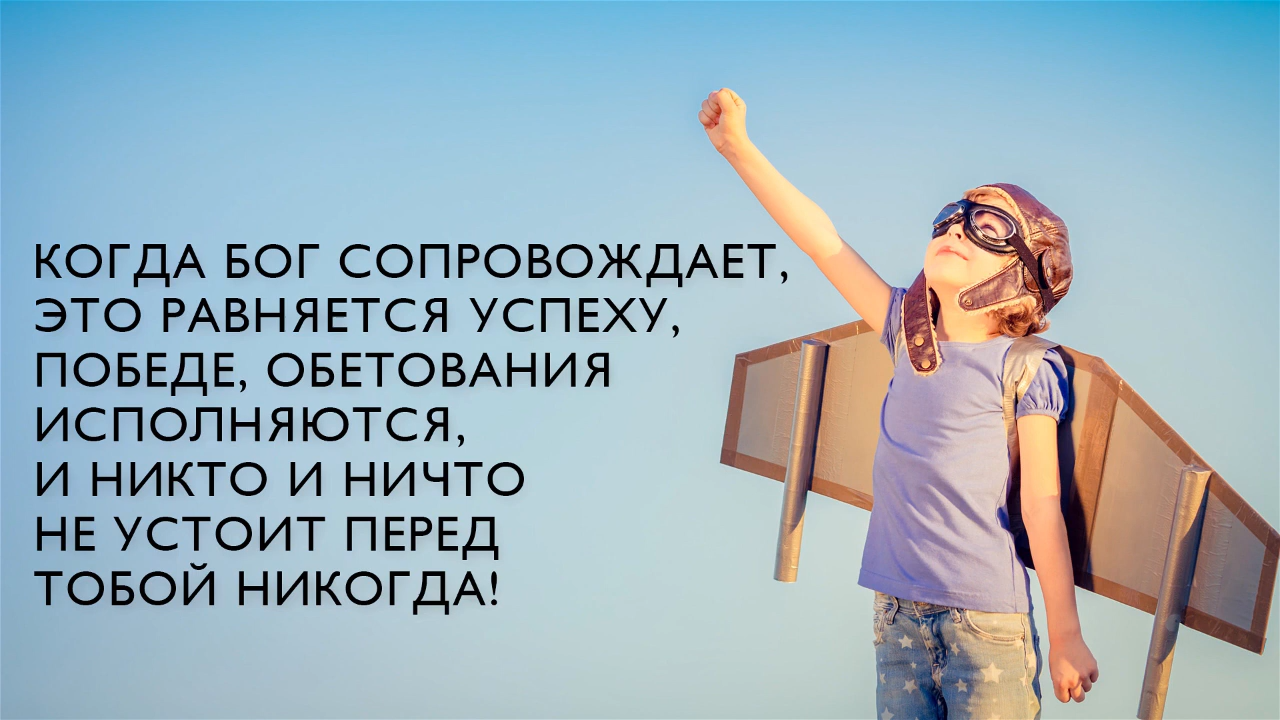 КОГДА БОГ СОПРОВОЖДАЕТ,
ЭТО РАВНЯЕТСЯ УСПЕХУ,
ПОБЕДЕ, ОБЕТОВАНИЯ
ИСПОЛНЯЮТСЯ,
И НИКТО И НИЧТО
НЕ УСТОИТ ПЕРЕД
ТОБОЙ НИКОГДА!